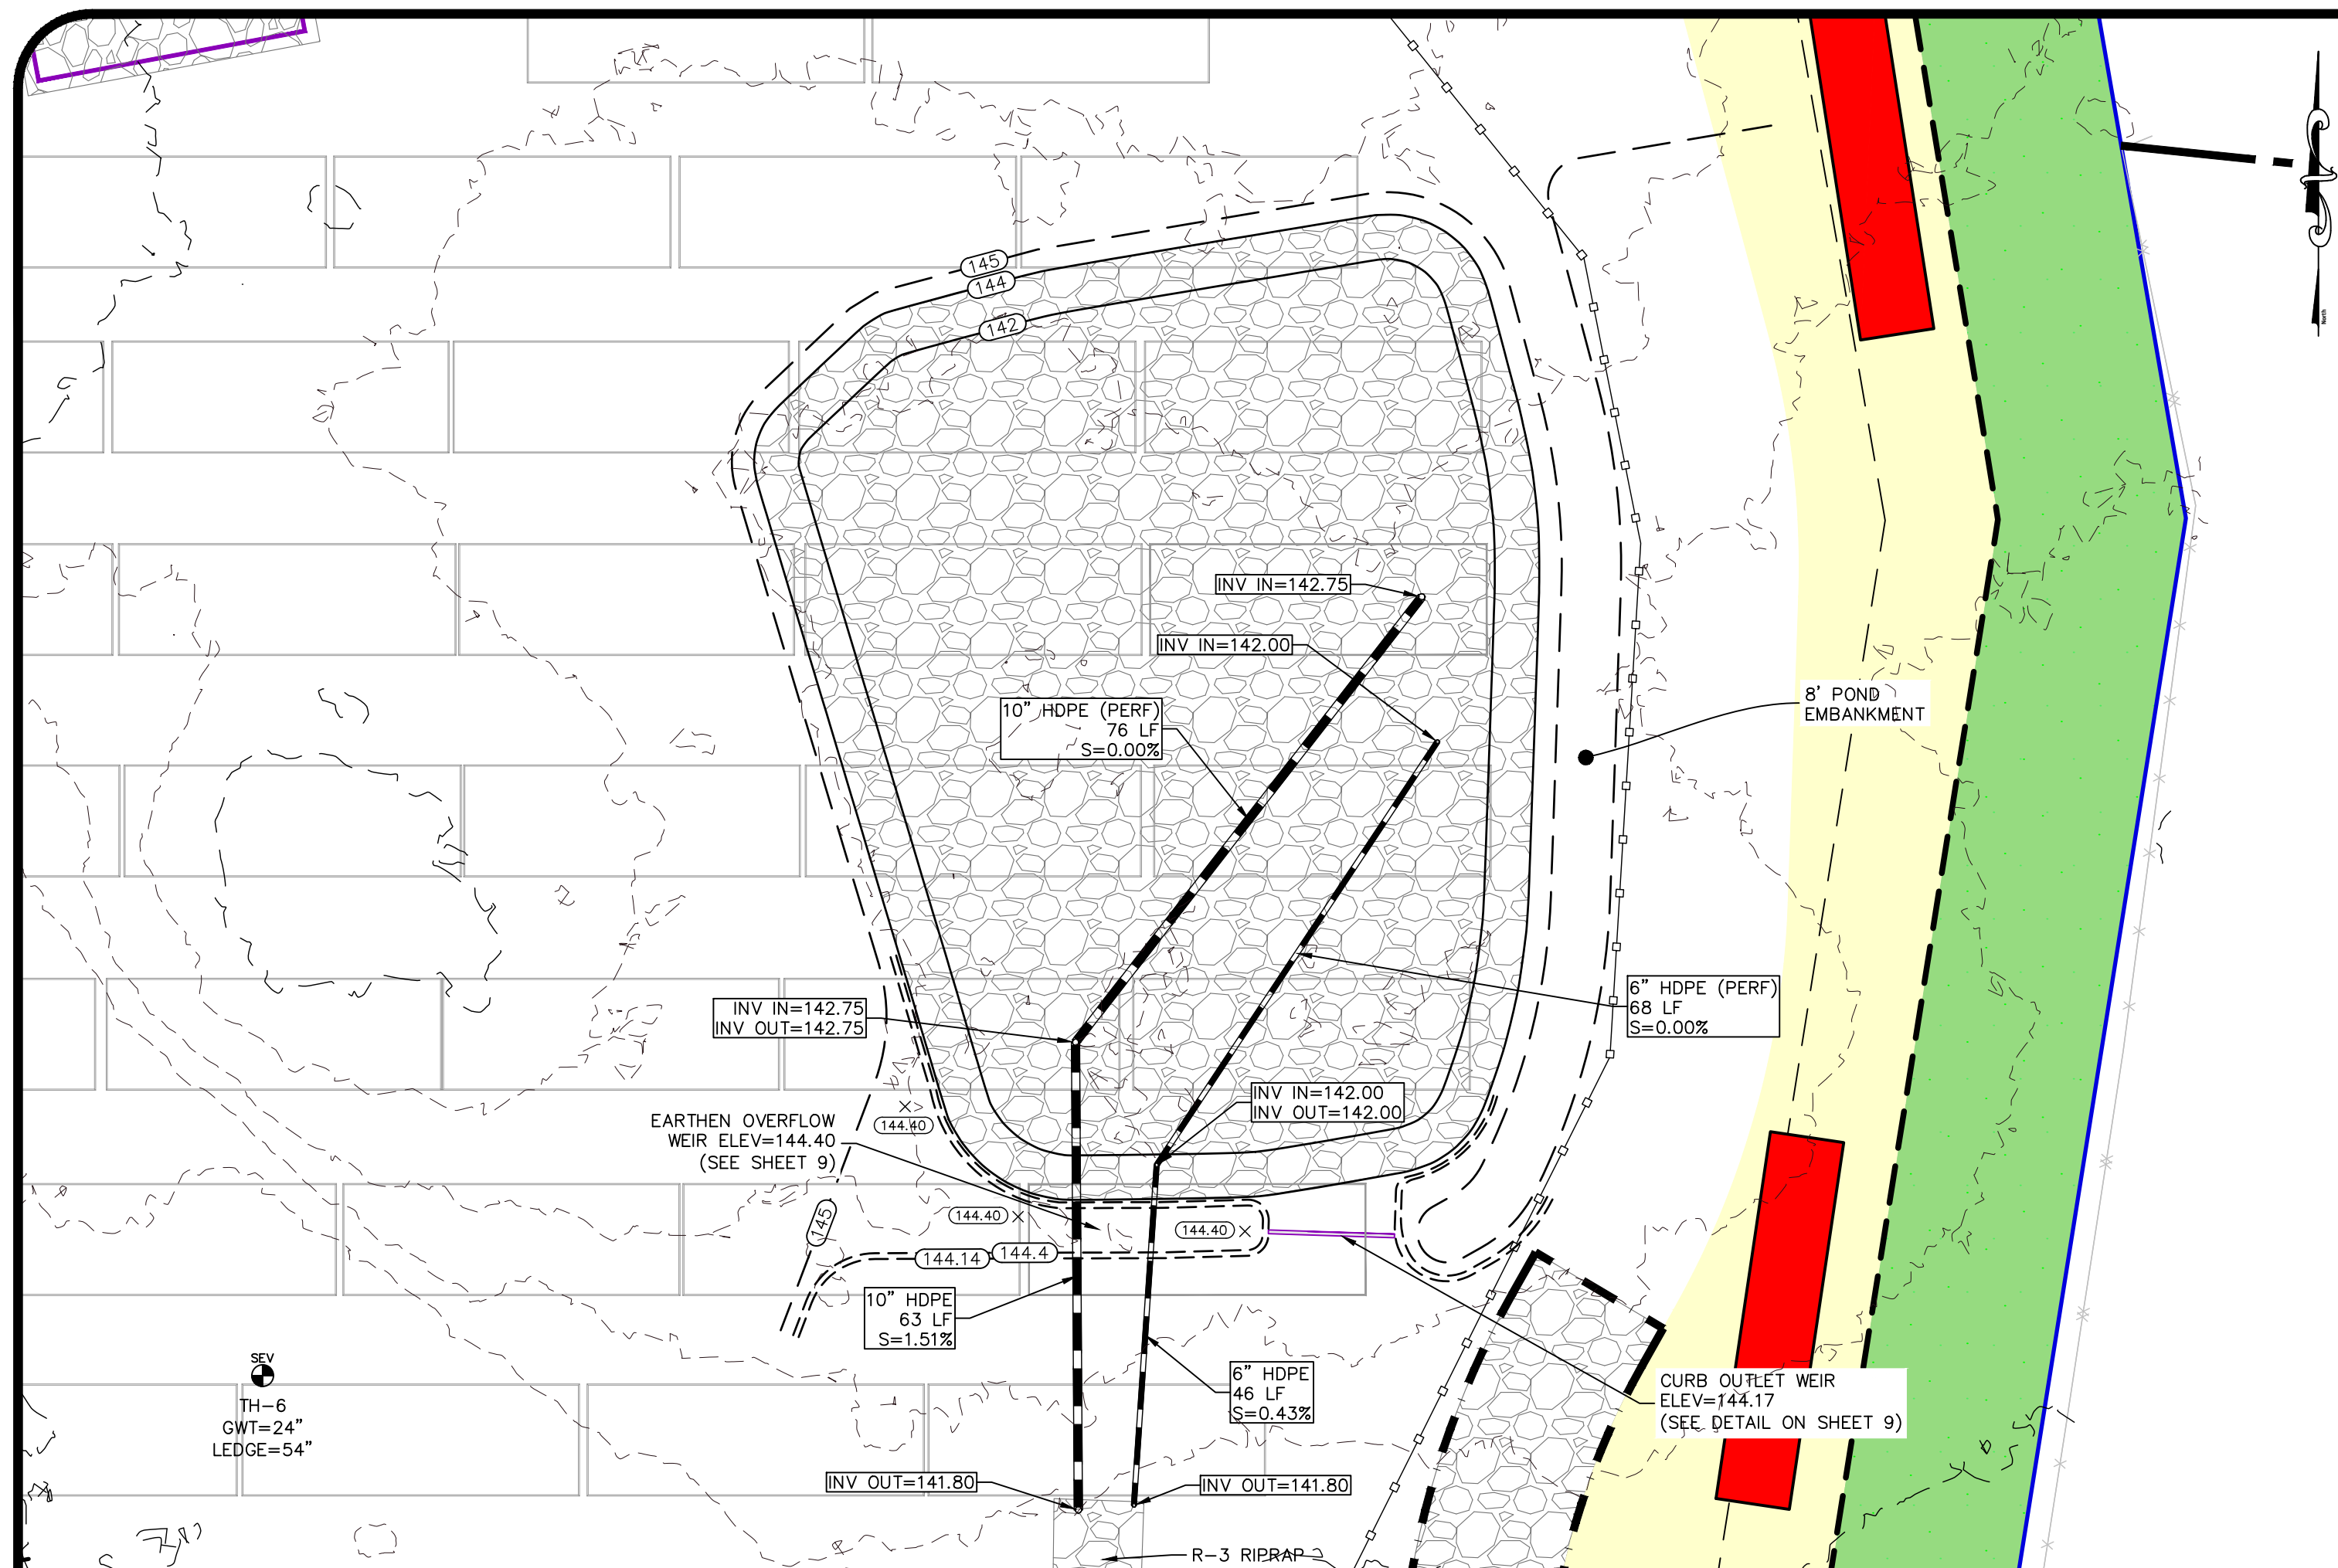 North
145
144
142
INV IN=142.75
INV IN=142.00
10" HDPE (PERF)
76 LF
S=0.00%
8' POND
EMBANKMENT
6" HDPE (PERF)
68 LF
S=0.00%
INV IN=142.75
INV OUT=142.75
INV IN=142.00
INV OUT=142.00
EARTHEN OVERFLOW
WEIR ELEV=144.40
(SEE SHEET 9)
144.40
144.40
144.40
145
144.14
144.4
10" HDPE
63 LF
S=1.51%
6" HDPE
46 LF
S=0.43%
CURB OUTLET WEIR
ELEV=144.17
(SEE DETAIL ON SHEET 9)
SEV
TH-6
GWT=24"
LEDGE=54"
INV OUT=141.80
INV OUT=141.80
R-3 RIPRAP